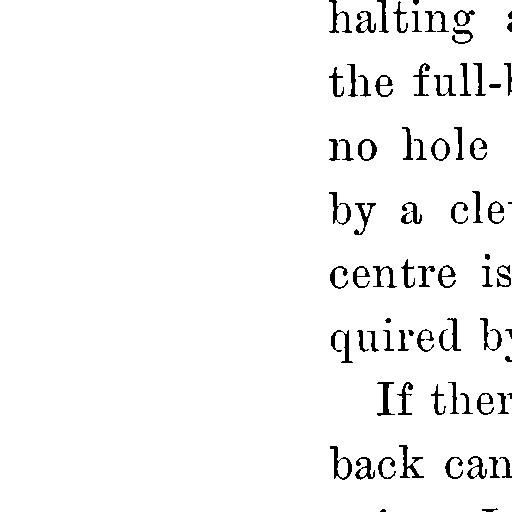 halting
the full-
no hole
by a cle
centre is
quired by
If ther
back can